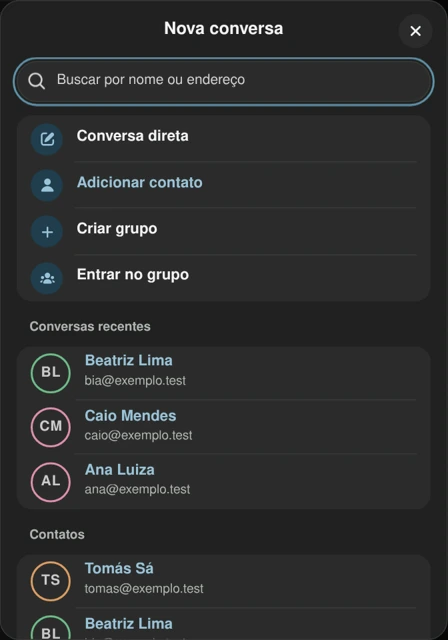 Nova conversa
Buscar por nome ou endereço
Conversa direta
Adicionar contato
Criar grupo
Entrar no grupo
Conversas recentes
BL
Beatriz Lima
bia@exemplo.test
CM
Caio Mendes
caio@exemplo.test
AL
Ana Luiza
ana@exemplo.test
Contatos
TS
Tomás Sá
tomas@exemplo.test
BL
Beatriz Lima